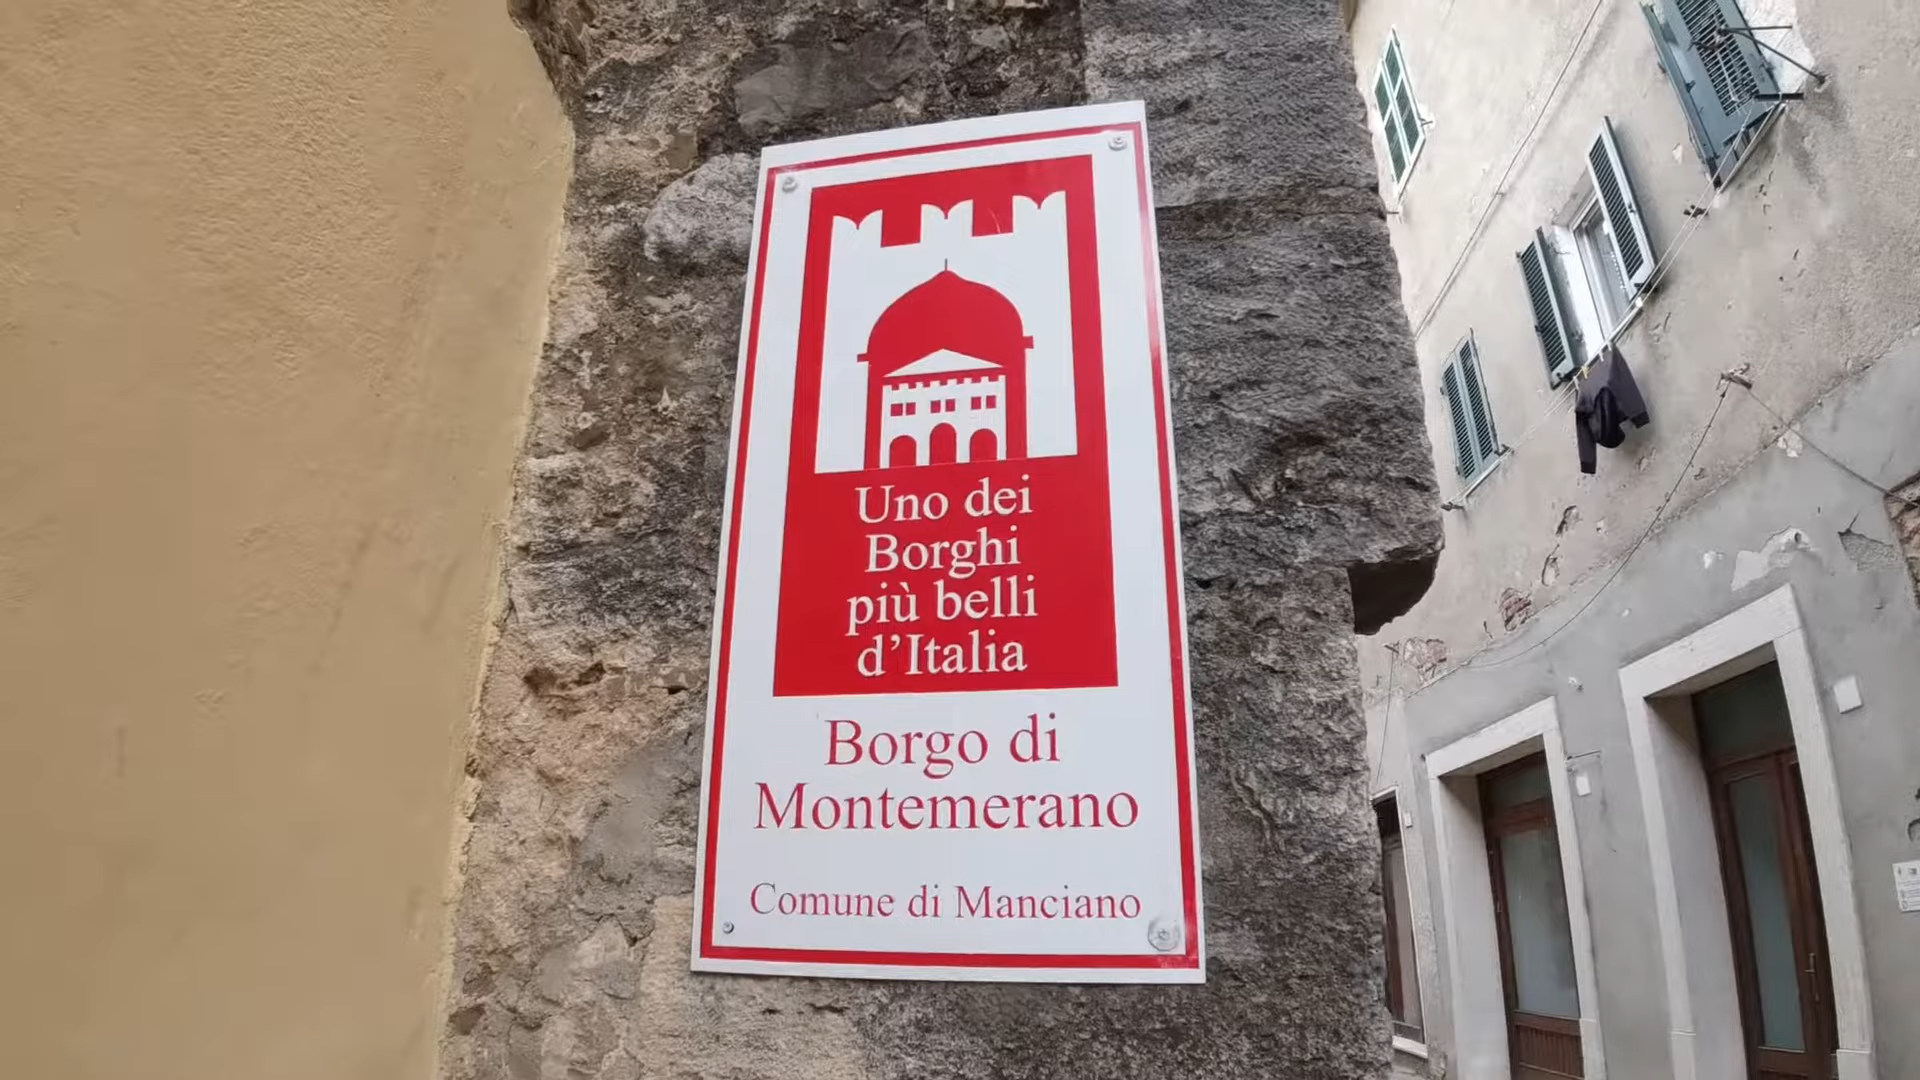 Uno dei
Borghi
più belli
d'Italia
Borgo di
Montemerano
Comune di Manciano